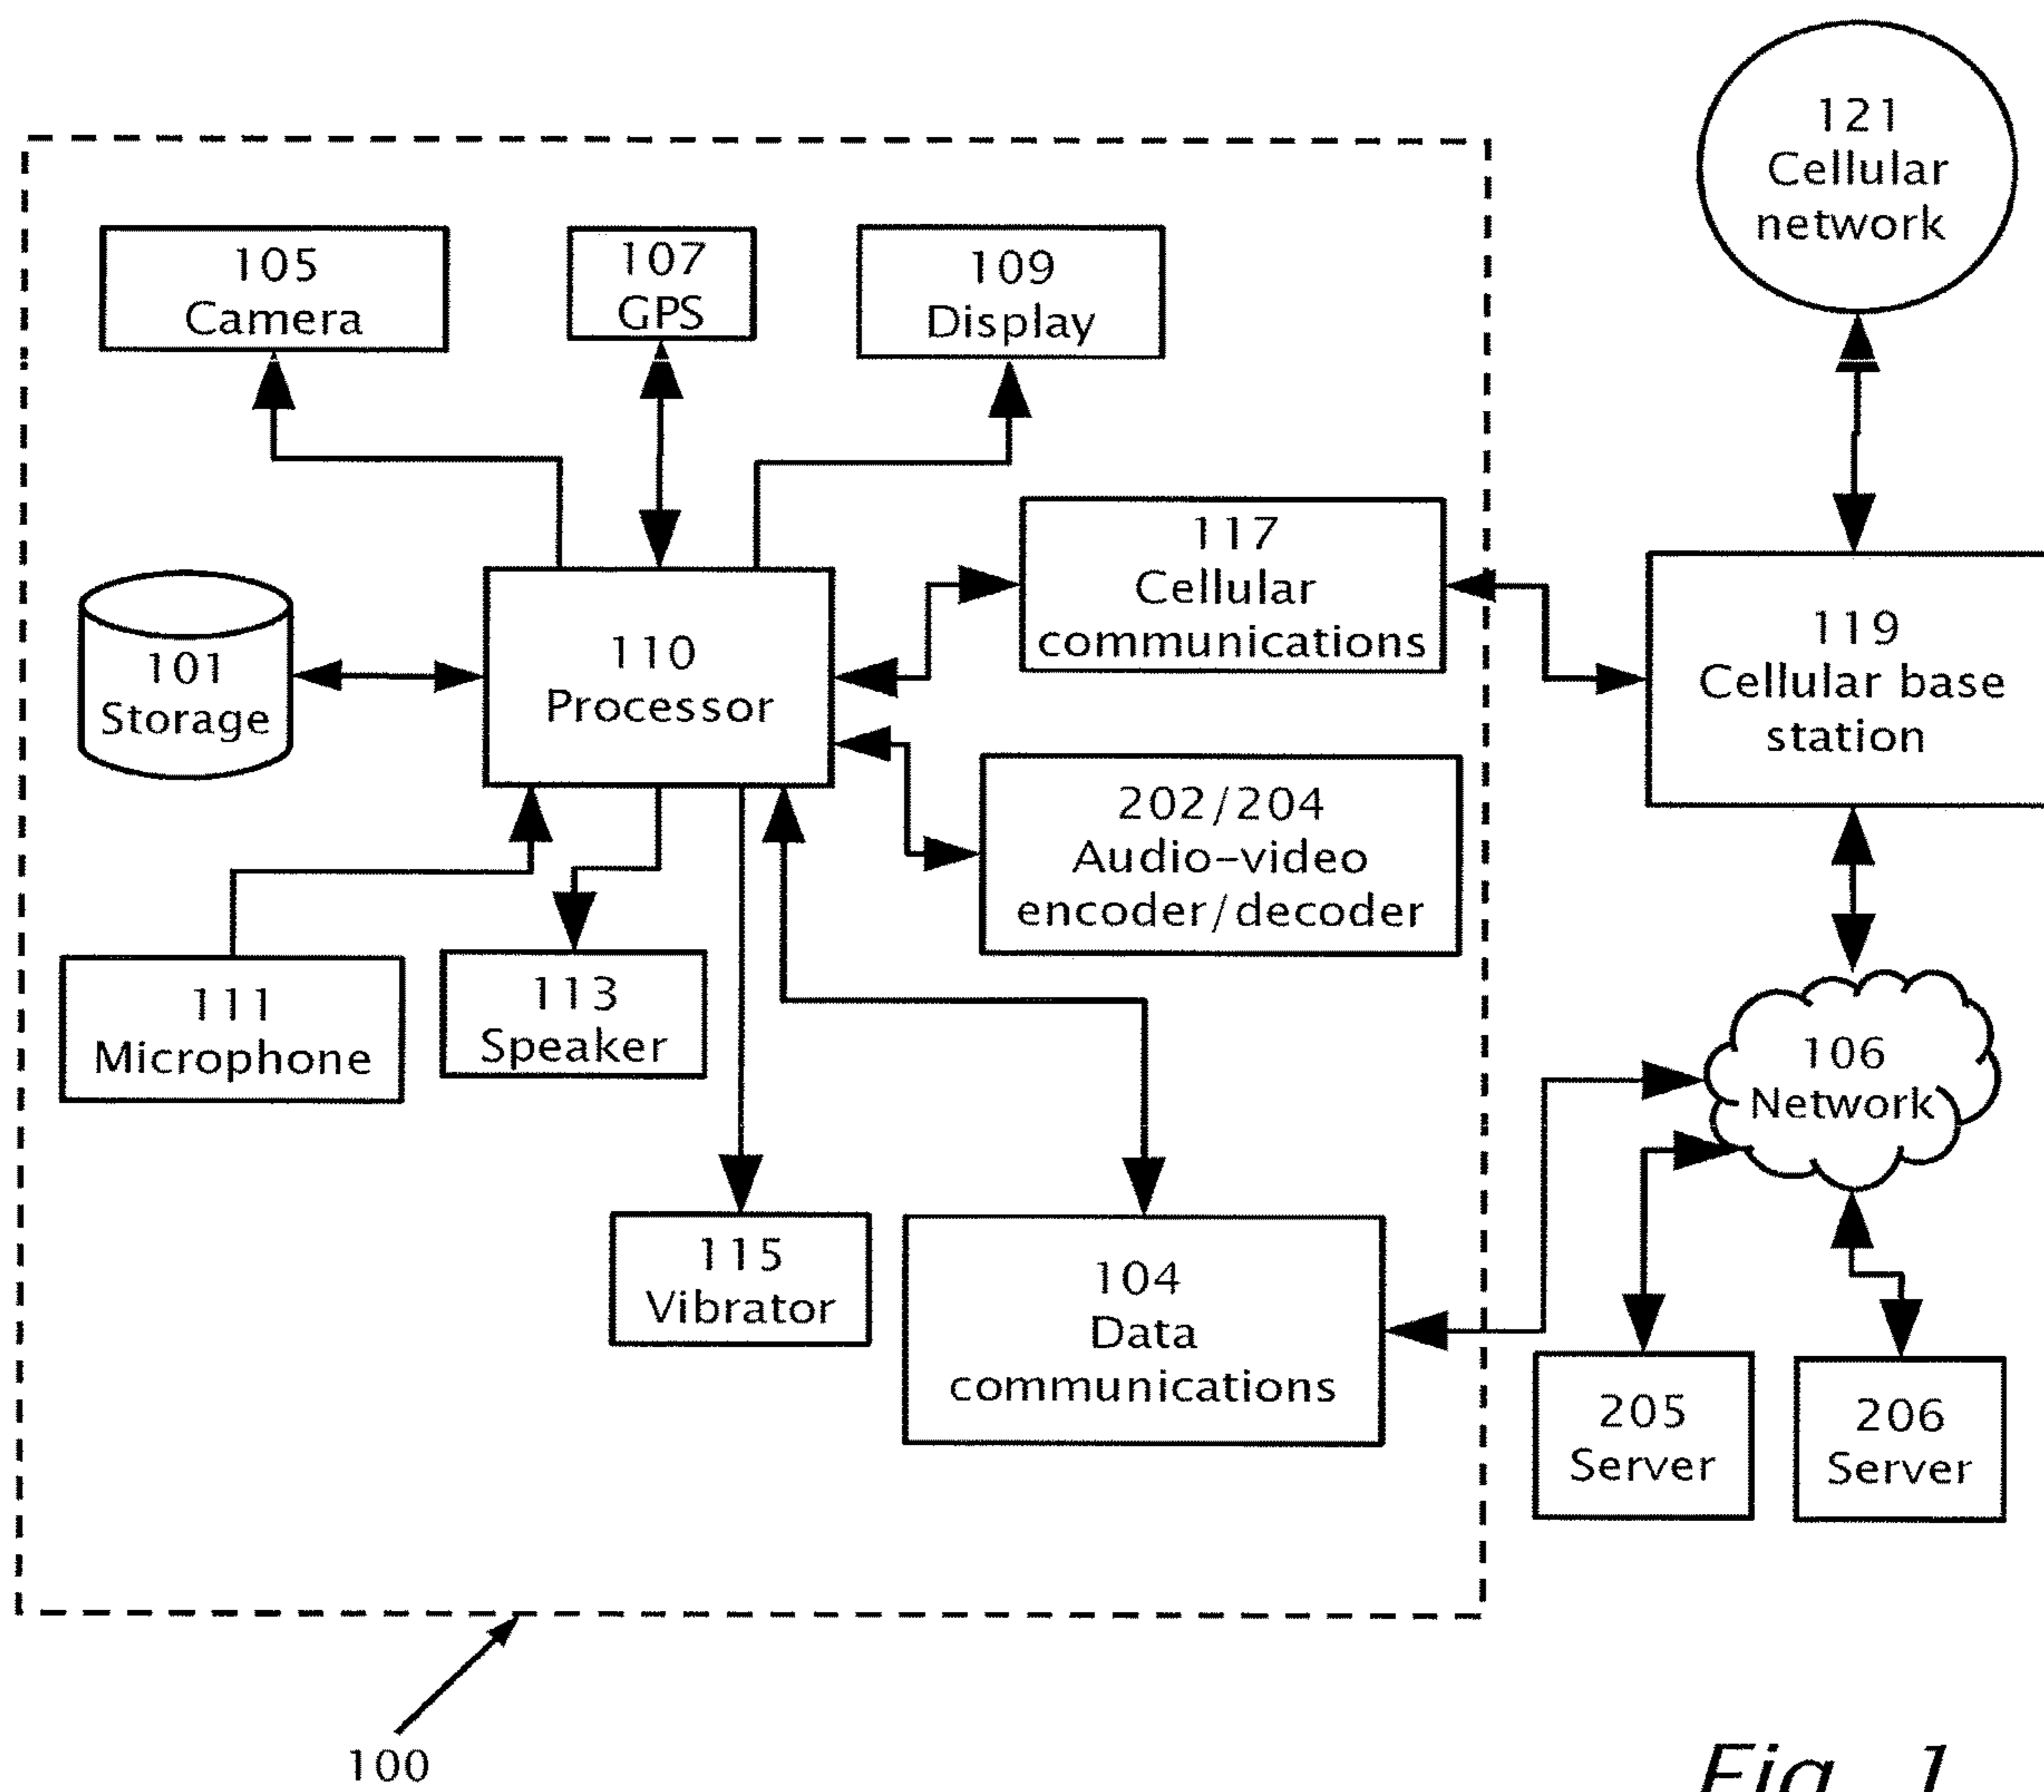 121
Cellular
network
105
Camera
107
GPS
109
Display
117
Cellular
communications
101
Storage
110
Processor
119
Cellular base
station
202/204
Audio-video
encoder/decoder
111
Microphone
113
Speaker
106
Network
115
Vibrator
104
Data
communications
205
Server
206
Server
100
Fig. 1